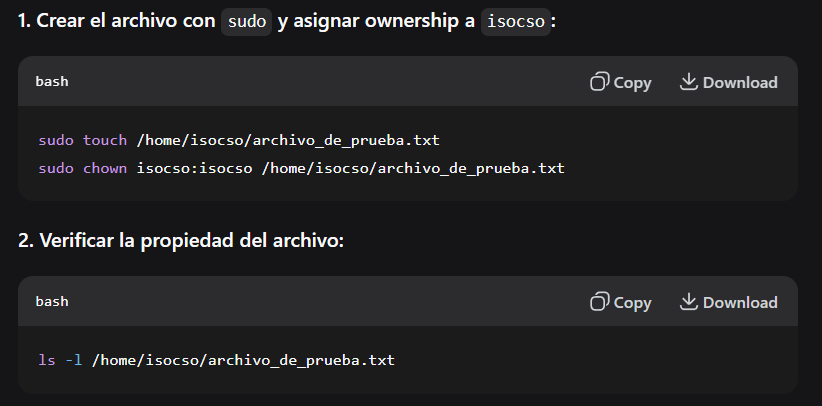 1. Crear el archivo con sudo y asignar ownership a isocso:
bash
Copy
Download
sudo touch /home/isocso/archivo_de_prueba.txt
sudo chown isocso:isocso /home/isocso/archivo_de_prueba.txt
2. Verificar la propiedad del archivo:
bash
Copy
Download
ls -l /home/isocso/archivo_de_prueba.txt